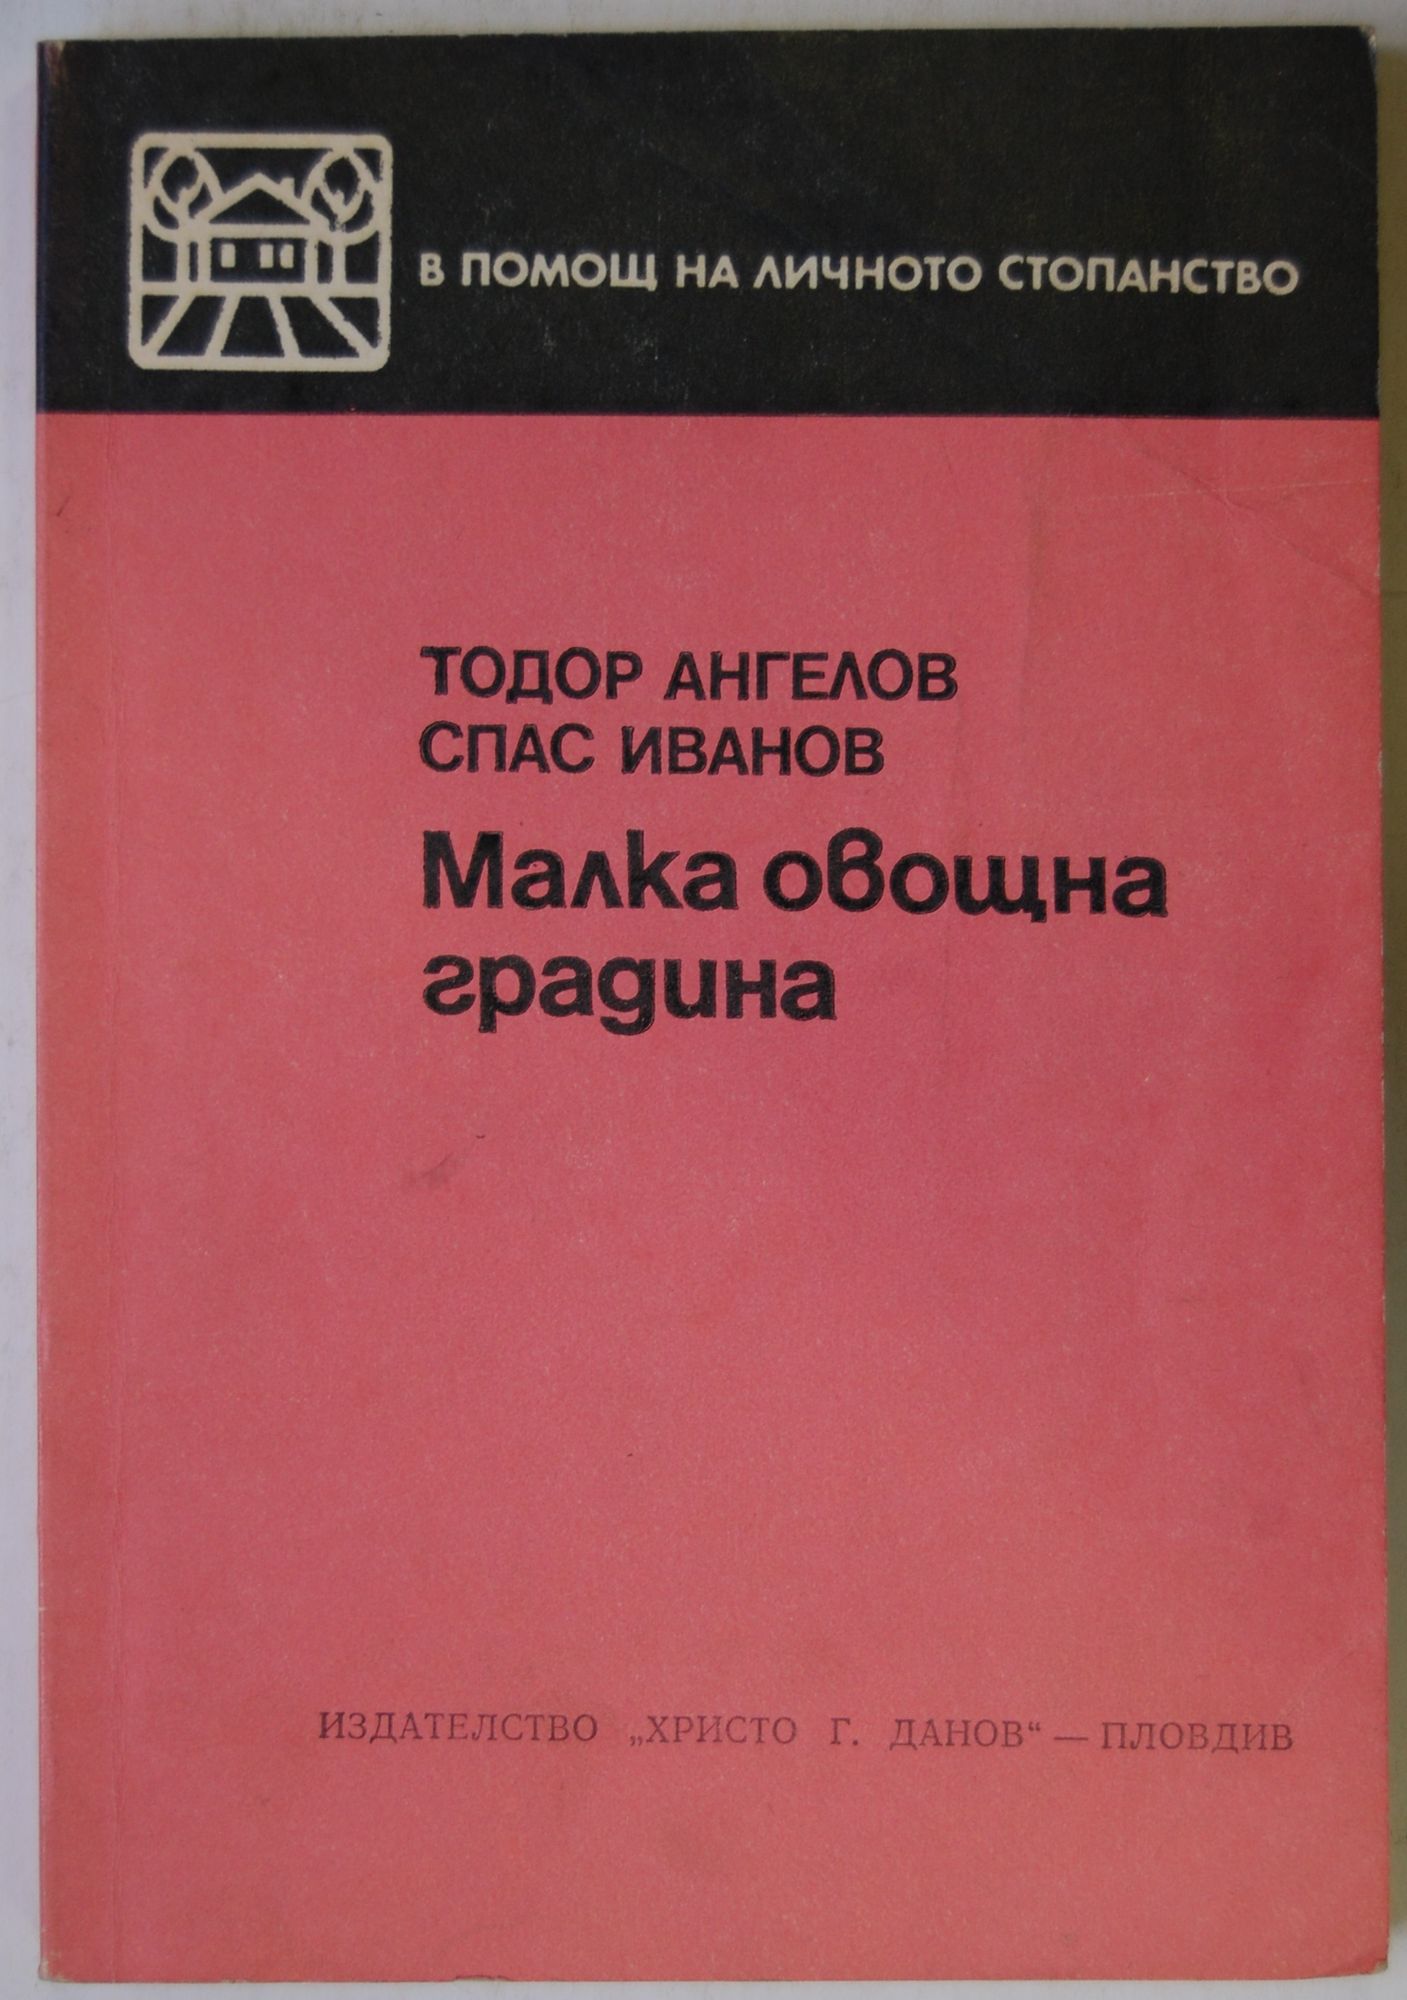 В ПОМОЩ НА ЛИЧНОТО СТОПАНСТВО
ТОДОР АНГЕЛОВ
СПАС ИВАНОВ
Малка овощна
градина
ИЗДАТЕЛСТВО „ХРИСТО Г. ДАНОВ“ — ПЛОВДИВ